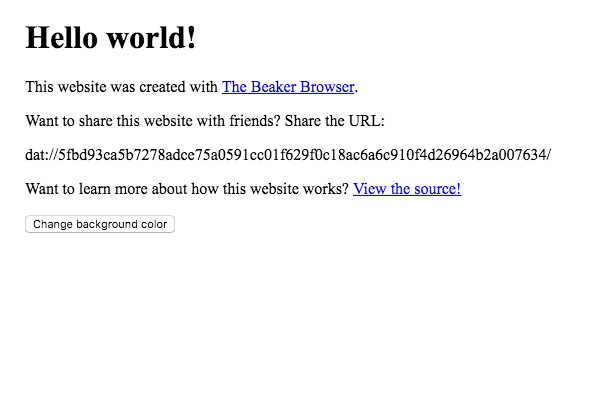 Hello world!
This website was created with The Beaker Browser.
Want to share this website with friends? Share the URL:
dat://5fbd93ca5b7278adce75a0591cc01f629f0c18ac6a6c910f4d26964b2a007634/
Want to learn more about how this website works? View the source!
Change background color